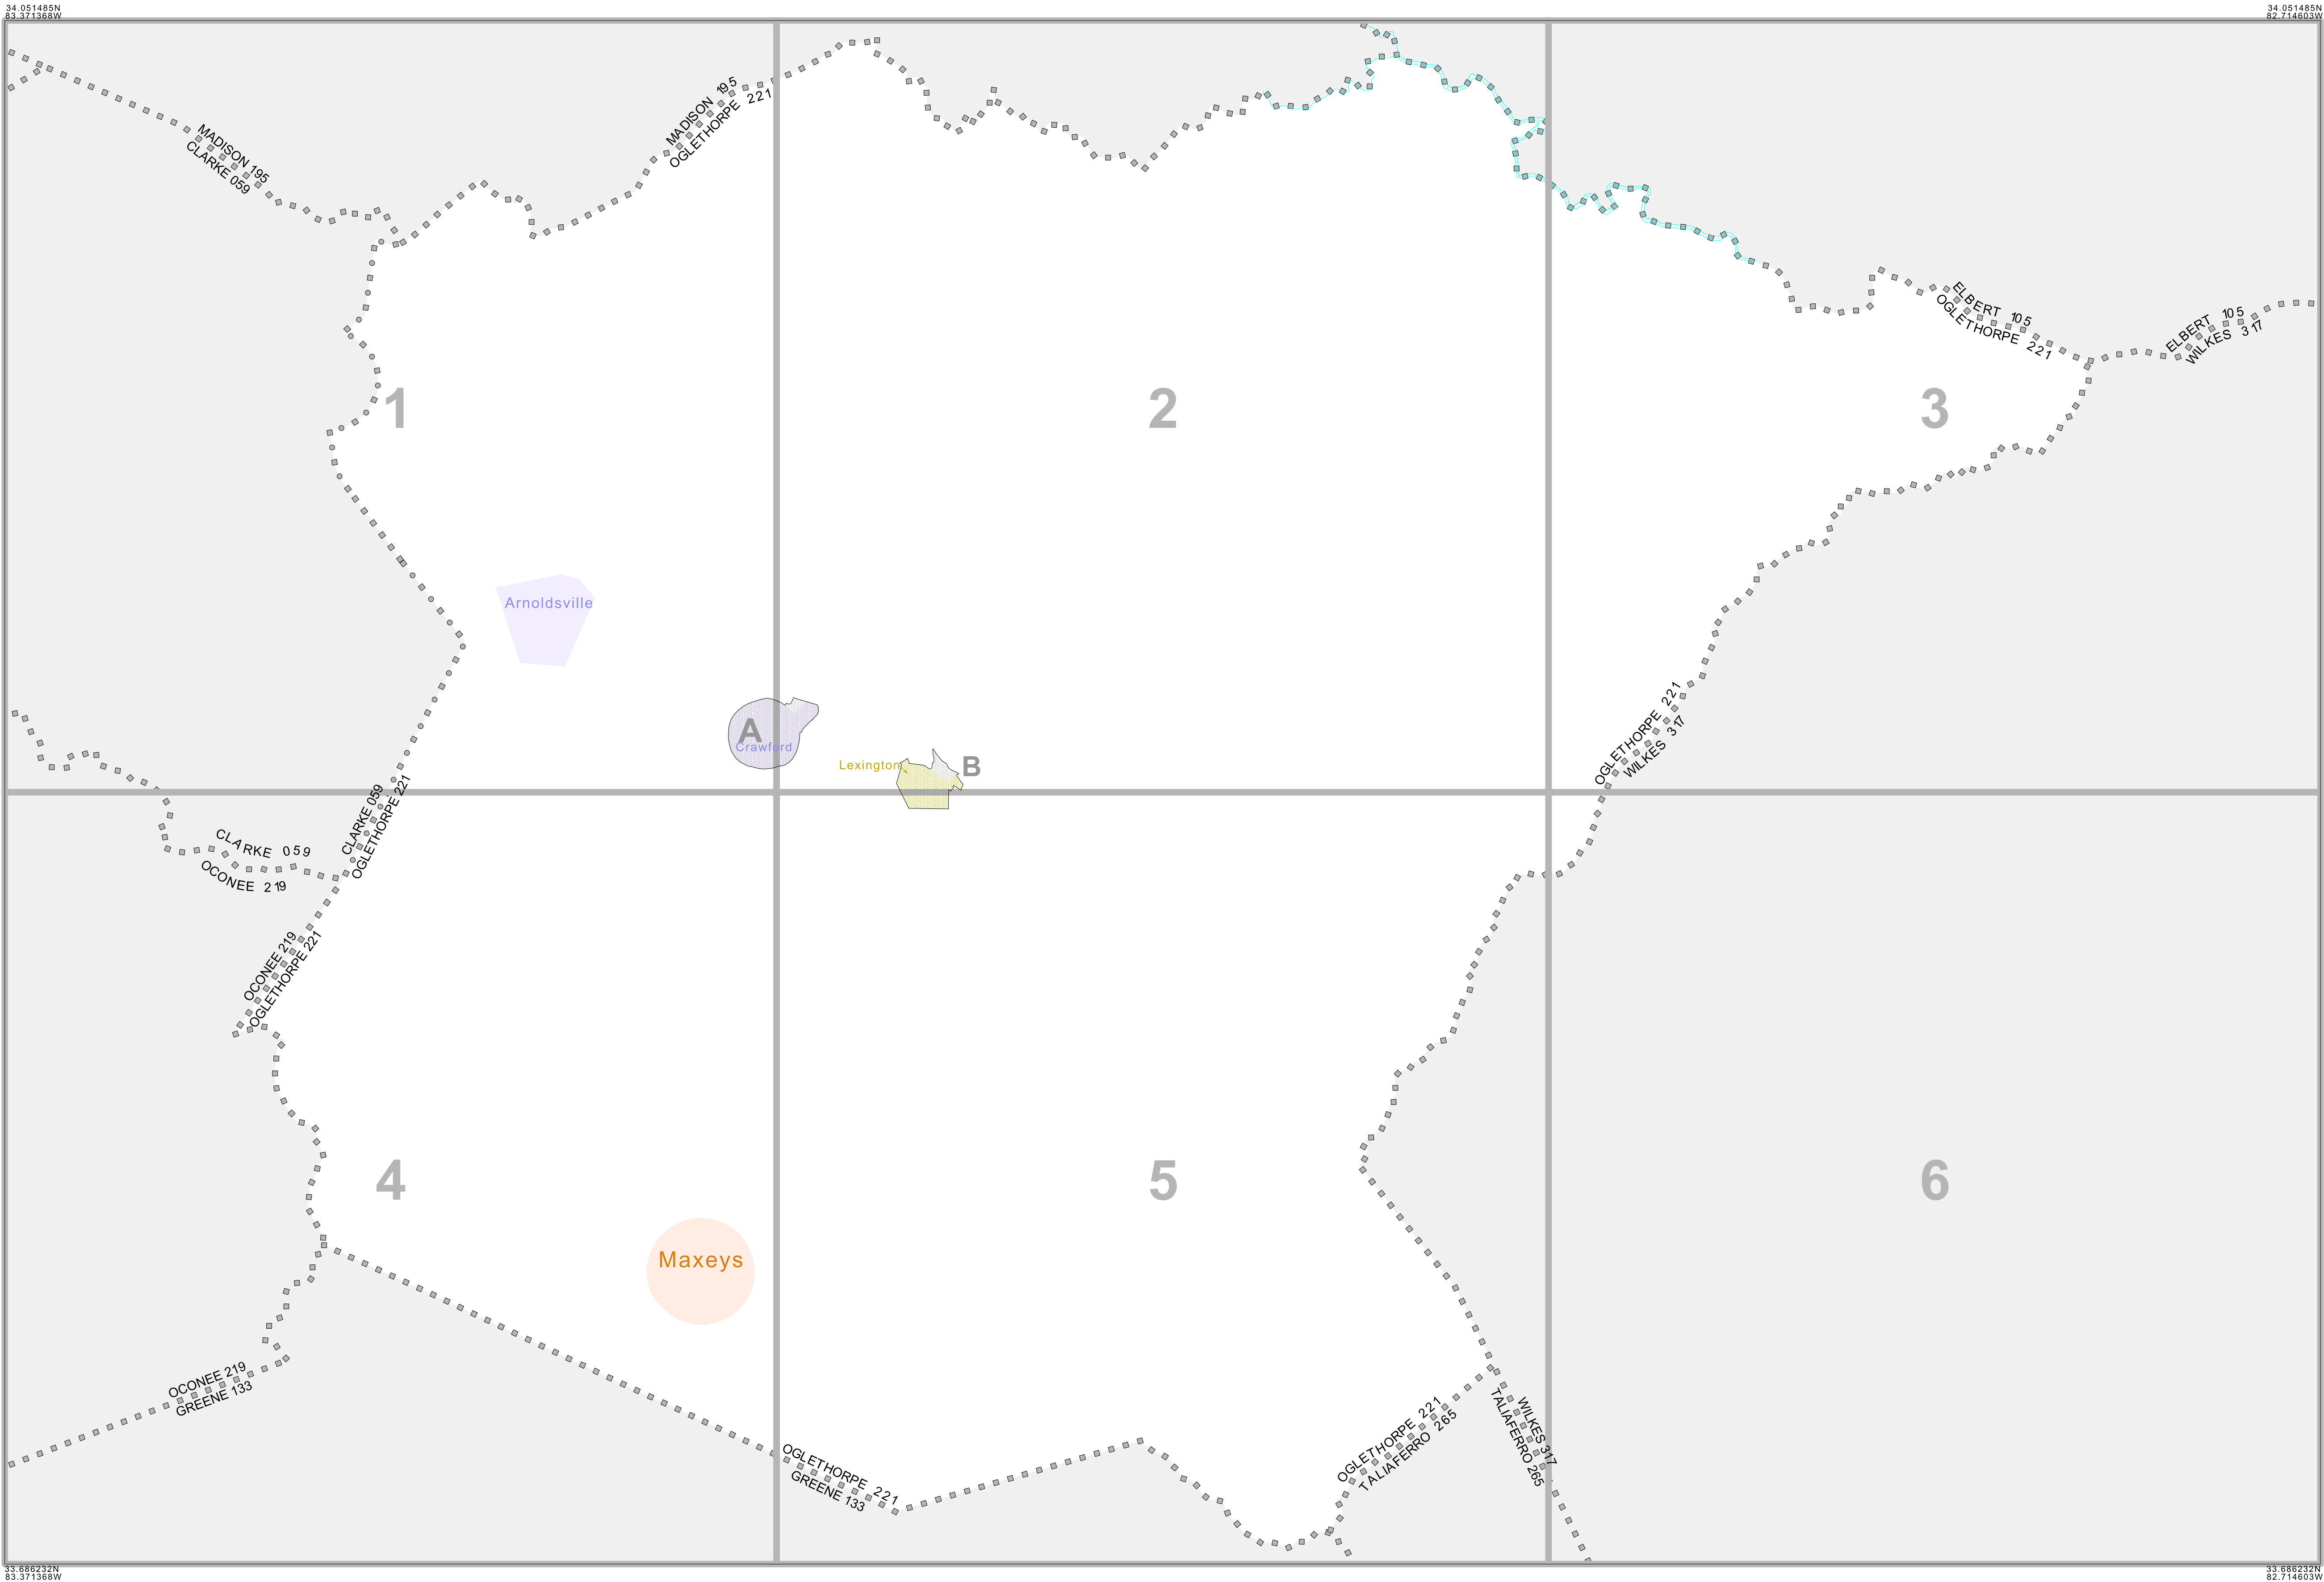 34.051485N
83.371368W
34.051485N
82.714603W
MADISON 195
CLARKE 059
MADISON 195
OGLETHORPE 221
ELBERT 105
OGLETHORPE 221
ELBERT 105
WILKES 317
1
2
3
Arnoldsville
A
Crawford
Lexington
B
OGLETHORPE 221
WILKES 317
CLARKE 059
OGLETHORPE 221
CLARKE 059
OCONEE 219
OCONEE 219
OGLETHORPE 221
4
5
6
Maxeys
OCONEE 219
GREENE 133
OGLETHORPE 221
GREENE 133
OGLETHORPE 221
TALIAFERRO 265
WILKES 317
TALIAFERRO 265
33.686232N
83.371368W
33.686232N
82.714603W